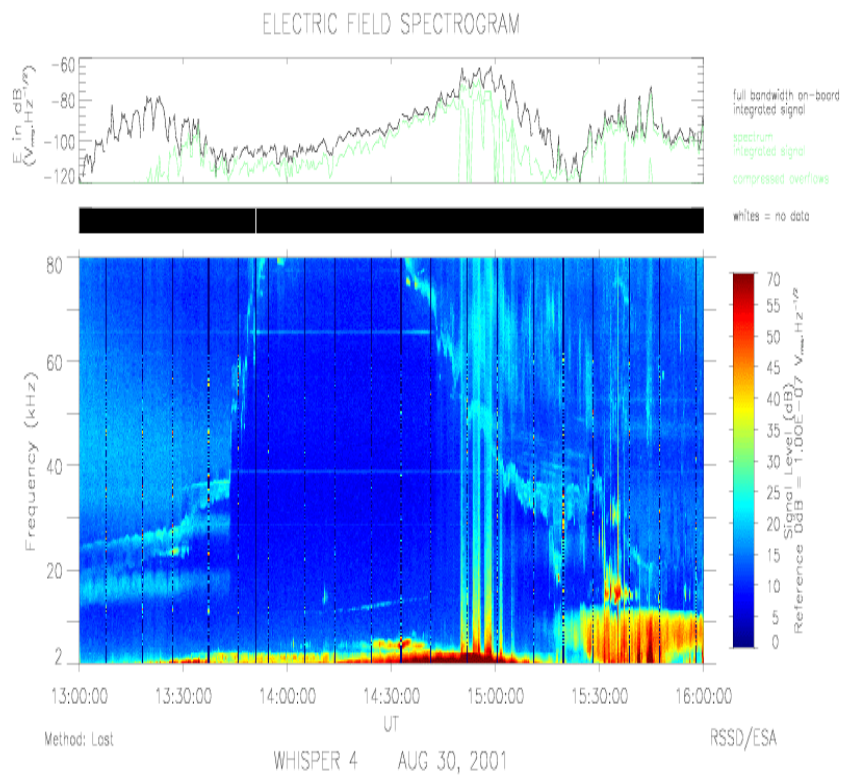 ELECTRIC FIELD SPECTROGRAM
E in dB
(Vrms.Hz-1/2)
-60
-80
-100
-120
full bandwidth on-board
integrated signal
spectrum
integrated signal
compressed overflows
whites = no data
Frequency (kHz)
80
60
40
20
2
70
55
50
45
40
35
30
25
20
15
10
5
0
Signal Level (dB)
Reference 0dB = 1.00E-07 Vrms.Hz-1/2
13:00:00 13:30:00 14:00:00 14:30:00 15:00:00 15:30:00 16:00:00
UT
Method: Last
RSSD/ESA
WHISPER 4 AUG 30, 2001